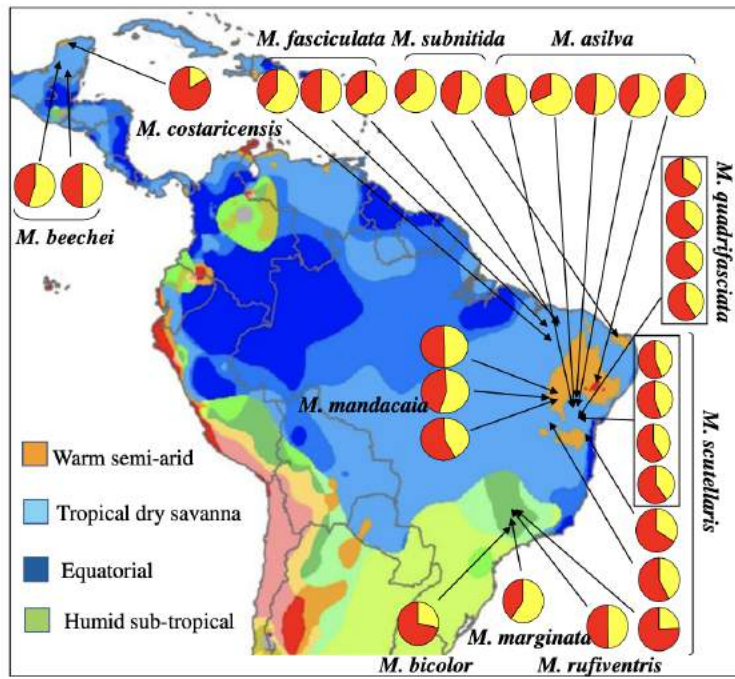 M. fasciculata
M. subnitida
M. asilva
M. costaricensis
M. beechei
M. quadrifasciata
M. mandacaia
M. scutellaris
Warm semi-arid
Tropical dry savanna
Equatorial
Humid sub-tropical
M. marginata
M. bicolor
M. rufiventris